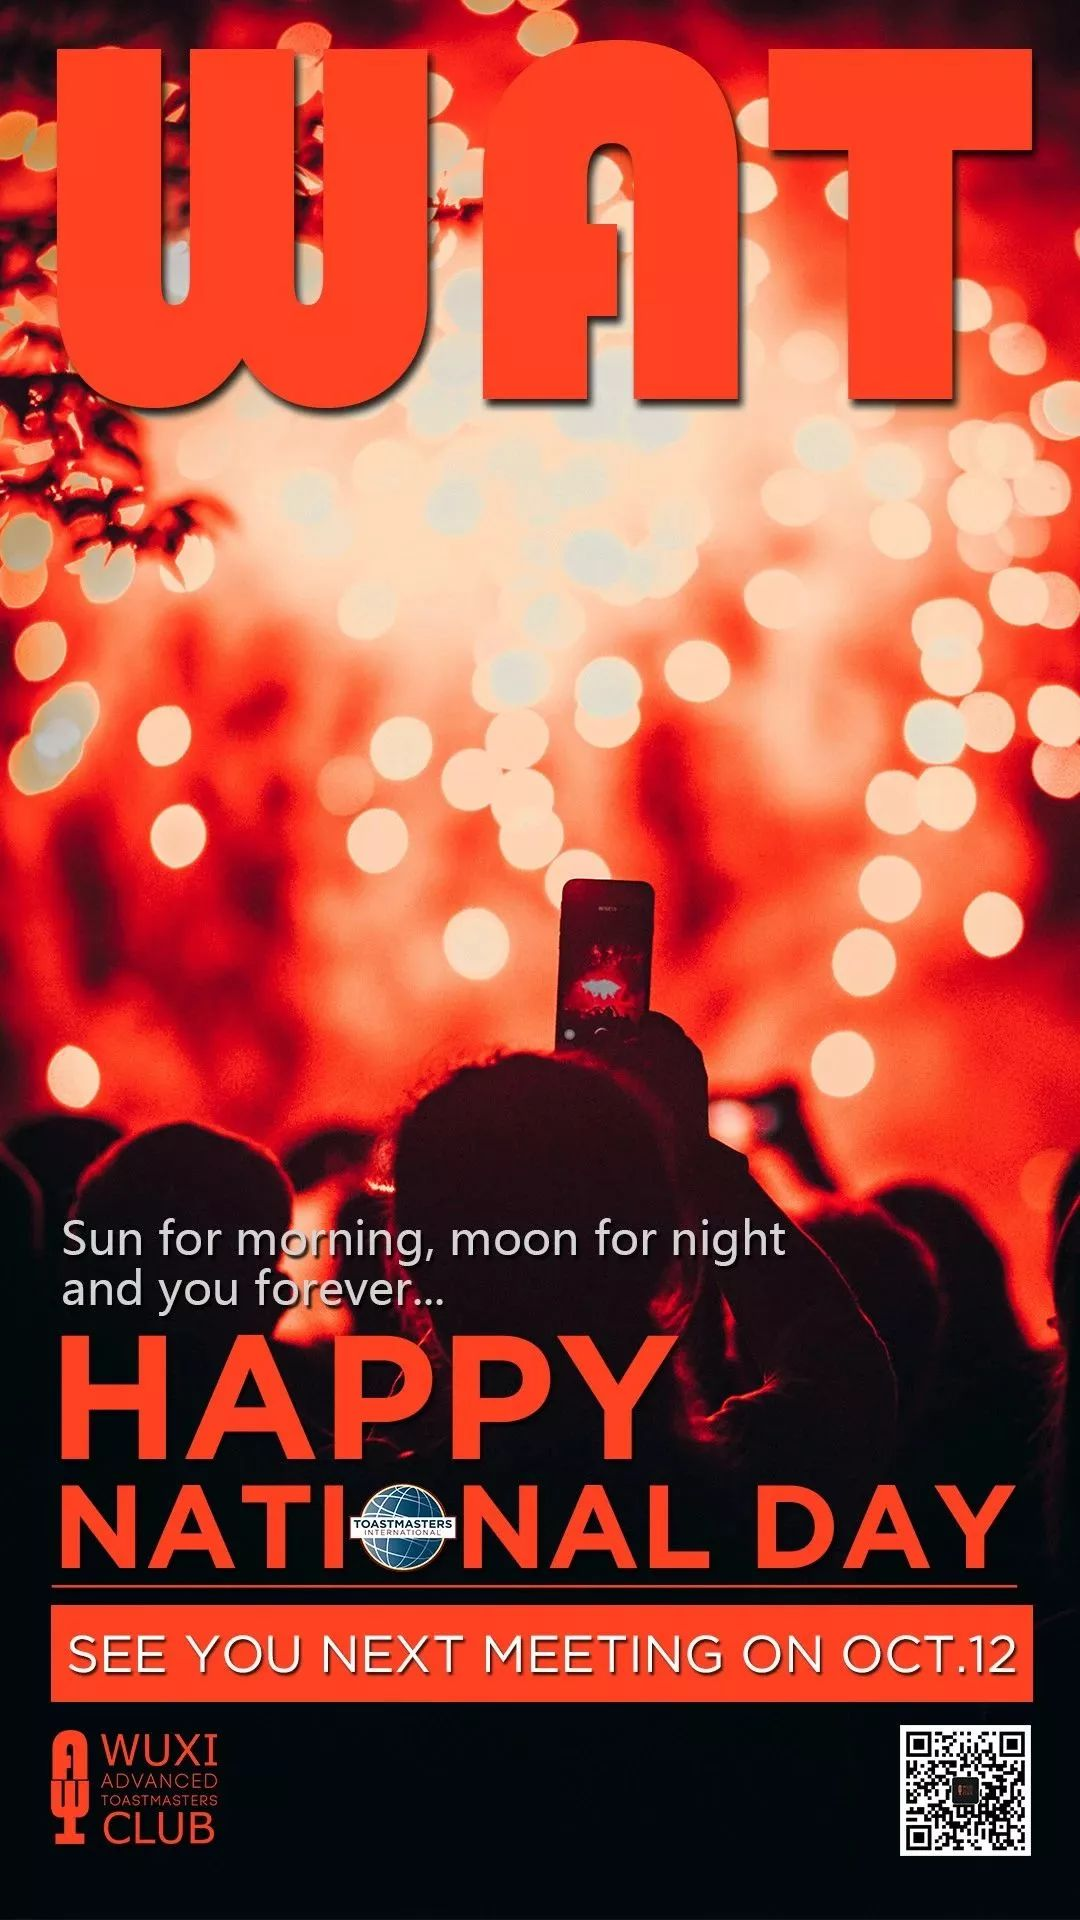 WAT
Sun for morning, moon for night
and you forever...
HAPPY
NATIONAL DAY
TOASTMASTERS
INTERNATIONAL
SEE YOU NEXT MEETING ON OCT.12
WUXI
ADVANCED
TOASTMASTERS
CLUB